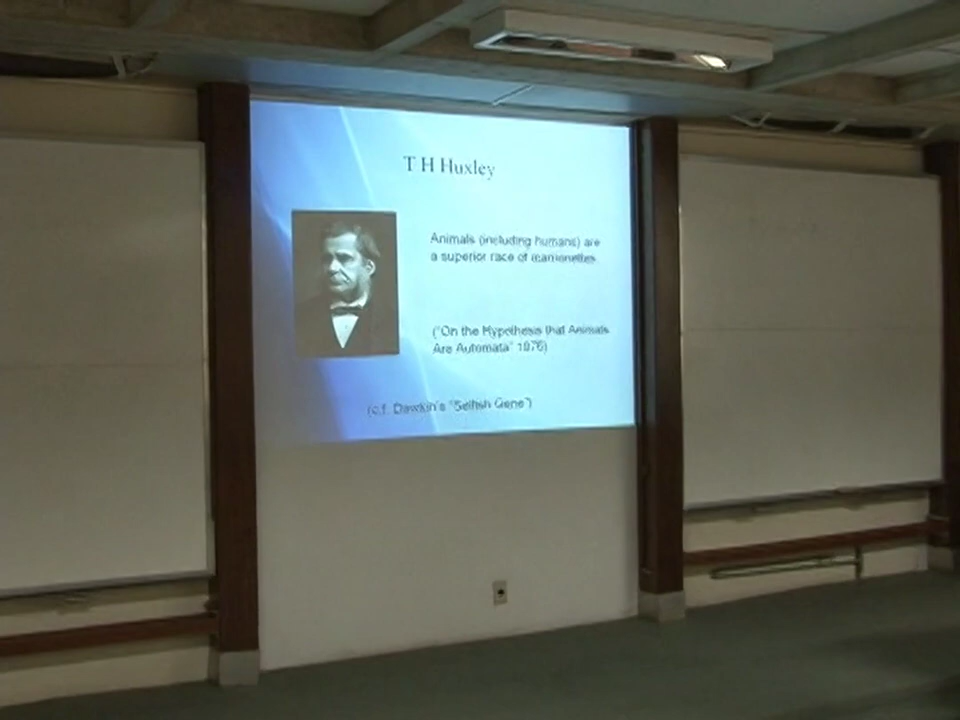 T H Huxley
Animals (including humans) are
a superior race of marionettes.
("On the Hypothesis that Animals
Are Automata" 1876)
(c.f. Dawkin's "Selfish Gene")